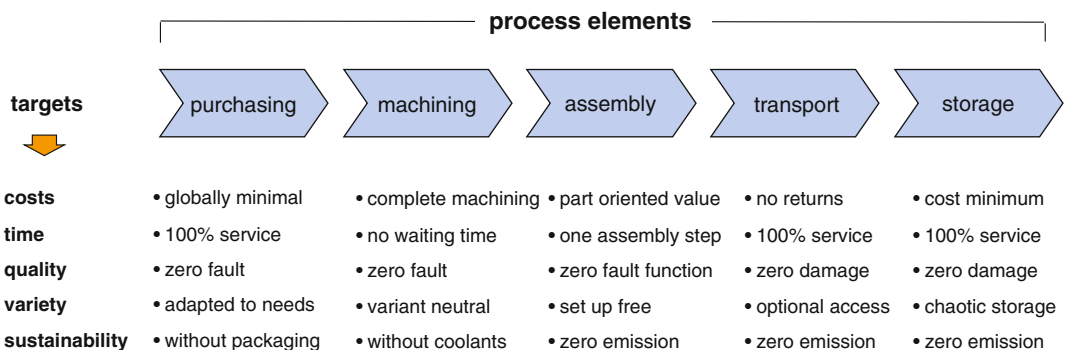 process elements
targets purchasing machining assembly transport storage
costs • globally minimal • complete machining • part oriented value • no returns • cost minimum
time • 100% service • no waiting time • one assembly step • 100% service • 100% service
quality • zero fault • zero fault • zero fault function • zero damage • zero damage
variety • adapted to needs • variant neutral • set up free • optional access • chaotic storage
sustainability • without packaging • without coolants • zero emission • zero emission • zero emission